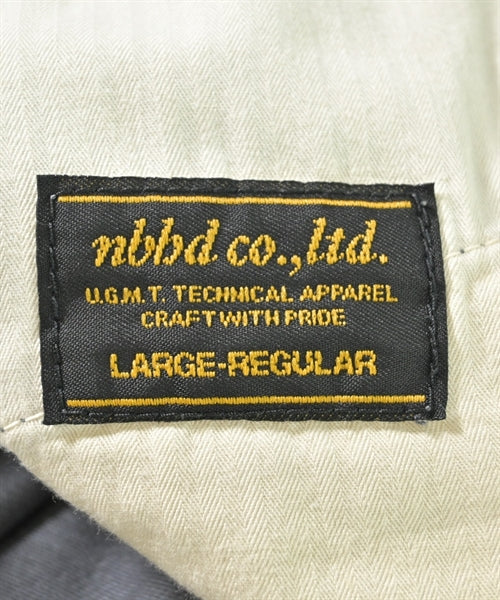 nbbd co.,ltd.
U.G.M.T. TECHNICAL APPAREL
CRAFT WITH PRIDE
LARGE-REGULAR